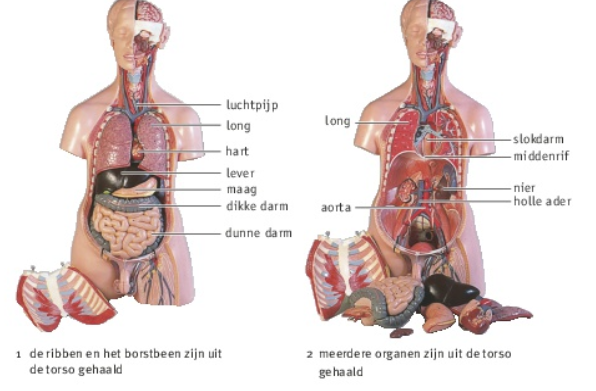 luchtpijp
long
hart
lever
maag
dikke darm
dunne darm
1 de ribben en het borstbeen zijn uit
de torso gehaald
long
slokdarm
middenrif
nier
holle ader
aorta
2 meerdere organen zijn uit de torso
gehaald